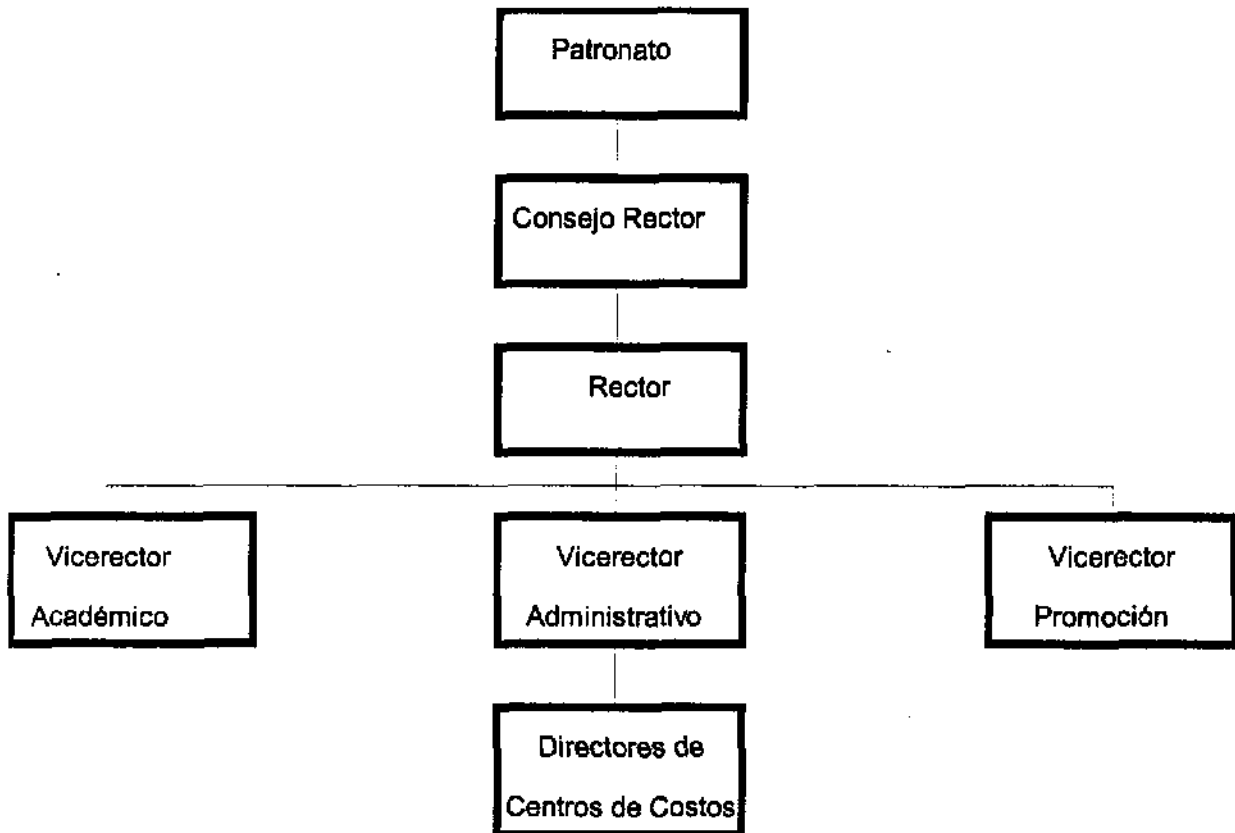 Patronato
Consejo Rector
Rector
Vicerector
Académico
Vicerector
Administrativo
Vicerector
Promoción
Directores de
Centros de Costos